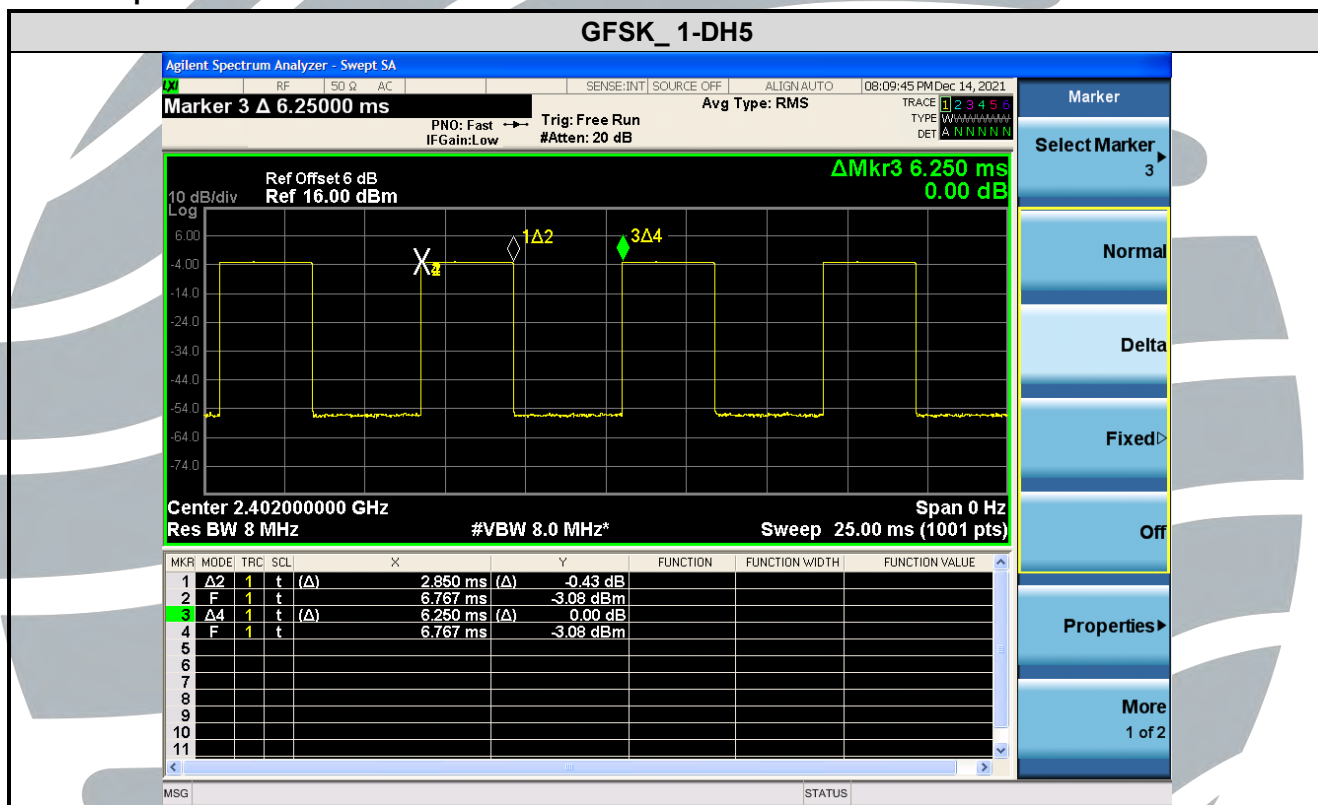 GFSK_ 1-DH5
Agilent Spectrum Analyzer - Swept SA
LXI RF 50 Ω AC SENSE:INT SOURCE OFF ALIGN AUTO 08:09:45 PM Dec 14, 2021
Marker 3 Δ 6.25000 ms
PNO: Fast
IFGain:Low
Trig: Free Run
#Atten: 20 dB
Avg Type: RMS
TRACE 1 2 3 4 5 6
TYPE WWWWWW
DET A N N N N N
ΔMkr3 6.250 ms
0.00 dB
Ref Offset 6 dB
10 dB/div Ref 16.00 dBm
Log
6.00
-4.00
-14.0
-24.0
-34.0
-44.0
-54.0
-64.0
-74.0
1Δ2
3Δ4
Center 2.402000000 GHz Span 0 Hz
Res BW 8 MHz #VBW 8.0 MHz* Sweep 25.00 ms (1001 pts)
MKR MODE TRC SCL X Y FUNCTION FUNCTION WIDTH FUNCTION VALUE
1 Δ2 1 t (Δ) 2.850 ms (Δ) -0.43 dB
2 F 1 t 6.767 ms -3.08 dBm
3 Δ4 1 t (Δ) 6.250 ms (Δ) 0.00 dB
4 F 1 t 6.767 ms -3.08 dBm
5
6
7
8
9
10
11
MSG STATUS
Marker
Select Marker
3
Normal
Delta
Fixed
Off
Properties
More
1 of 2